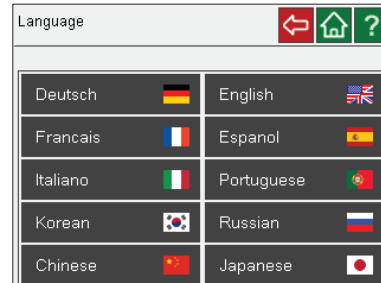 Language
?
Deutsch English
Francais Espanol
Italiano Portuguese
Korean Russian
Chinese Japanese